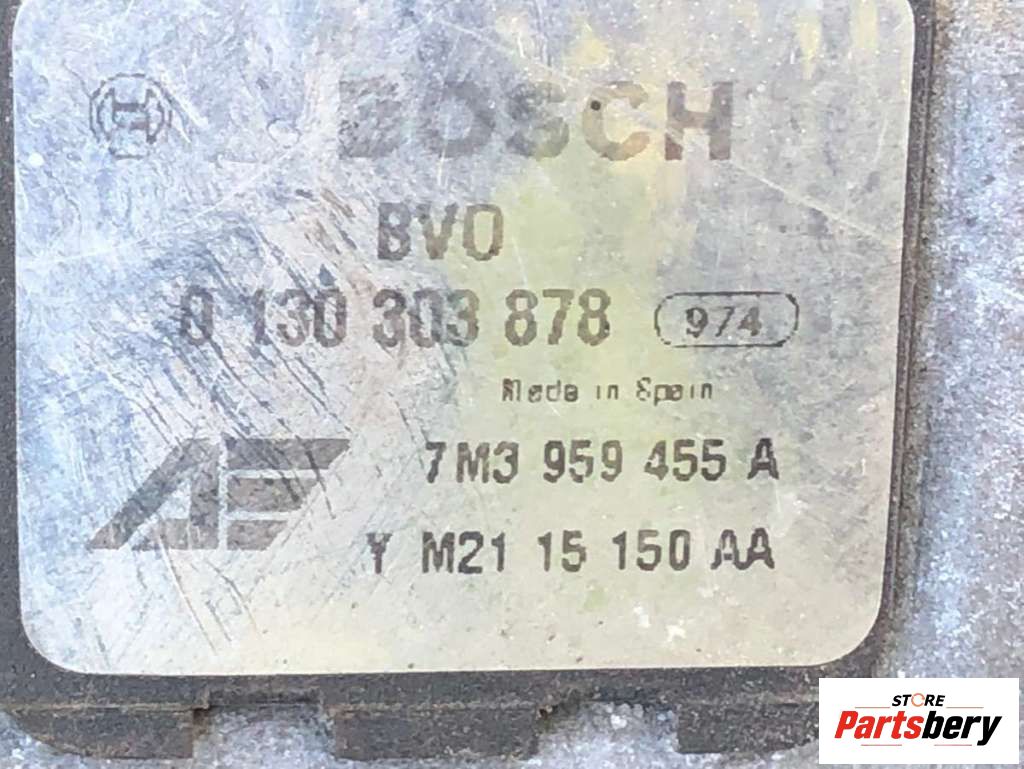 BOSCH
BVO
0 130 303 878 974
Made in Spain
7M3 959 455 A
AE
Y M21 15 150 AA
STORE
Partsbery